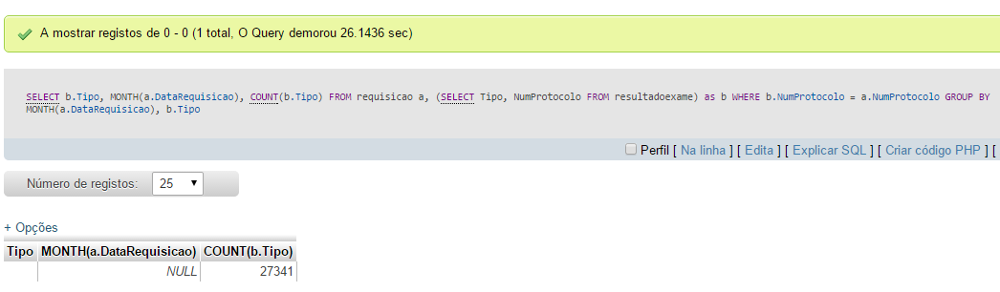 A mostrar registos de 0 - 0 (1 total, O Query demorou 26.1436 sec)
SELECT b.Tipo, MONTH(a.DataRequisicao), COUNT(b.Tipo) FROM requisicao a, (SELECT Tipo, NumProtocolo FROM resultadoexame) as b WHERE b.NumProtocolo = a.NumProtocolo GROUP BY
MONTH(a.DataRequisicao), b.Tipo
Perfil [ Na linha ] [ Edita ] [ Explicar SQL ] [ Criar código PHP ] [
Número de registos: 25
+ Opções
Tipo MONTH(a.DataRequisicao) COUNT(b.Tipo)
NULL 27341